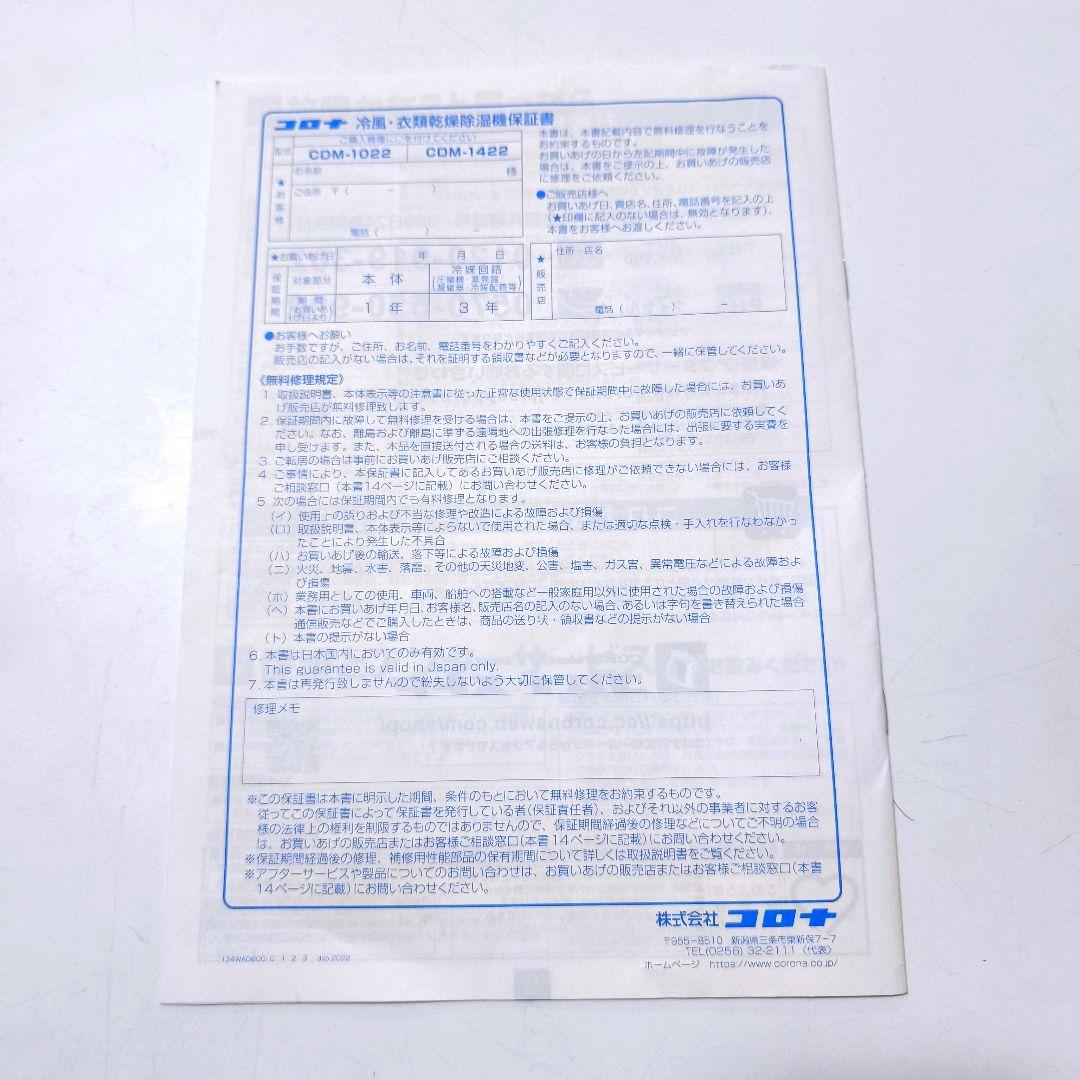 コロナ 冷風・衣類乾燥除湿機保証書
ご購入機種に○を付けてください
型式 CDM-1022 CDM-1422
★お客様
お名前 様
ご住所 〒( - )
電話( ) -
本書は、本書記載内容で無料修理を行なうことを
お約束するものです。
お買いあげの日から左記期間中に故障が発生した
場合は、本書をご提示の上、お買いあげの販売店
に修理をご依頼ください。
●ご販売店様へ
お買いあげ日、貴店名、住所、電話番号を記入の上
(★印欄に記入のない場合は、無効となります)、
本書をお客様へお渡しください。
★お買いあげ日 年 月 日
保証期間
対象部分 本体 冷媒回路
(圧縮機・蒸発器・凝縮器・冷媒配管等)
期間
(お買いあげ日より)
1年 3年
★販売店
住所・店名
電話( ) -
●お客様へお願い
お手数ですが、ご住所、お名前、電話番号をわかりやすくご記入ください。
販売店の記入がない場合は、それを証明する領収書などが必要となりますので、一緒に保管してください。
《無料修理規定》
1. 取扱説明書、本体表示等の注意書に従った正常な使用状態で保証期間中に故障した場合には、お買いあ
げ販売店が無料修理致します。
2. 保証期間内に故障して無料修理を受ける場合は、本書をご提示の上、お買いあげの販売店に依頼してく
ださい。なお、離島および離島に準ずる遠隔地への出張修理を行なった場合には、出張に要する実費を
申し受けます。また、本品を直接送付される場合の送料は、お客様の負担となります。
3. ご転居の場合は事前にお買いあげ販売店にご相談ください。
4. ご事情により、本保証書に記入してあるお買いあげ販売店に修理がご依頼できない場合には、お客様
ご相談窓口(本書14ページに記載)にお問い合わせください。
5. 次の場合には保証期間内でも有料修理となります。
(イ)使用上の誤りおよび不当な修理や改造による故障および損傷
(ロ)取扱説明書、本体表示等によらないで使用された場合、または適切な点検・手入れを行なわなかっ
たことにより発生した不具合
(ハ)お買いあげ後の輸送、落下等による故障および損傷
(ニ)火災、地震、水害、落雷、その他の天災地変、公害、塩害、ガス害、異常電圧などによる故障およ
び損傷
(ホ)業務用としての使用、車両、船舶への搭載など一般家庭用以外に使用された場合の故障および損傷
(ヘ)本書にお買いあげ年月日、お客様名、販売店名の記入のない場合、あるいは字句を書き替えられた場合
通信販売などでご購入したときは、商品の送り状・領収書などの提示がない場合
(ト)本書の提示がない場合
6. 本書は日本国内においてのみ有効です。
This guarantee is valid in Japan only.
7. 本書は再発行致しませんので紛失しないよう大切に保管してください。
修理メモ
https://ec.coronaweb.com/shop/
※この保証書は本書に明示した期間、条件のもとにおいて無料修理をお約束するものです。
従ってこの保証書によって保証書を発行している者(保証責任者)、およびそれ以外の事業者に対するお客
様の法律上の権利を制限するものではありませんので、保証期間経過後の修理などについてご不明の場合
は、お買いあげの販売店またはお客様ご相談窓口(本書14ページに記載)にお問い合わせください。
※保証期間経過後の修理、補修用性能部品の保有期間について詳しくは取扱説明書をご覧ください。
※アフターサービスや製品についてのお問い合わせは、お買いあげの販売店またはお客様ご相談窓口(本書
14ページに記載)にお問い合わせください。
株式会社 コロナ
〒955-8510 新潟県三条市東新保7-7
TEL(0256)32-2111(代表)
ホームページ https://www.corona.co.jp/
134WA0800-0 1 2 3